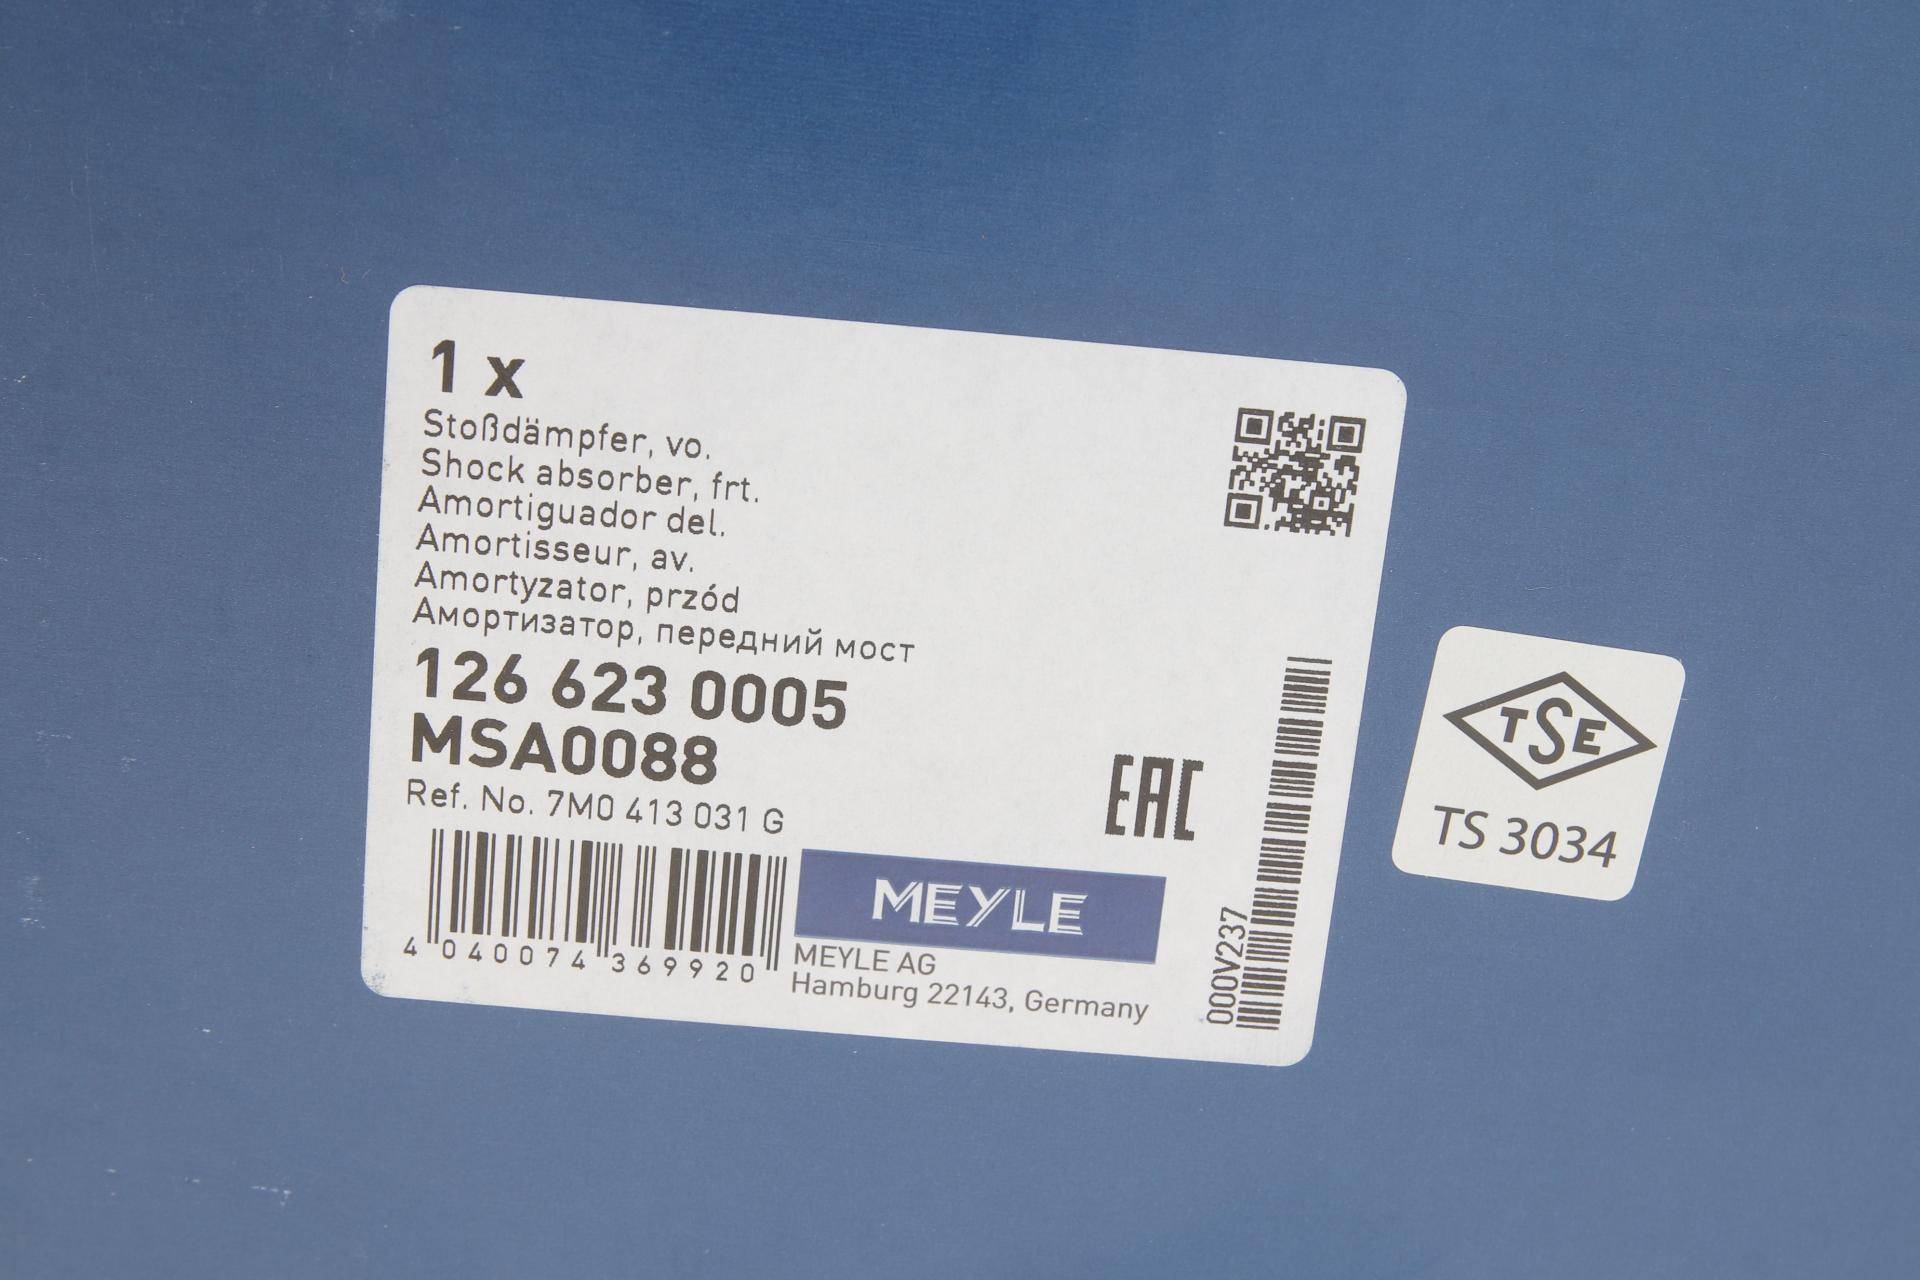 1 x
Stoßdämpfer, vo.
Shock absorber, frt.
Amortiguador del.
Amortisseur, av.
Amortyzator, przód
Амортизатор, передний мост
126 623 0005
MSA0088
Ref. No. 7M0 413 031 G
4 040074 369920
EAC
MEYLE
MEYLE AG
Hamburg 22143, Germany
000V237
TSE
TS 3034